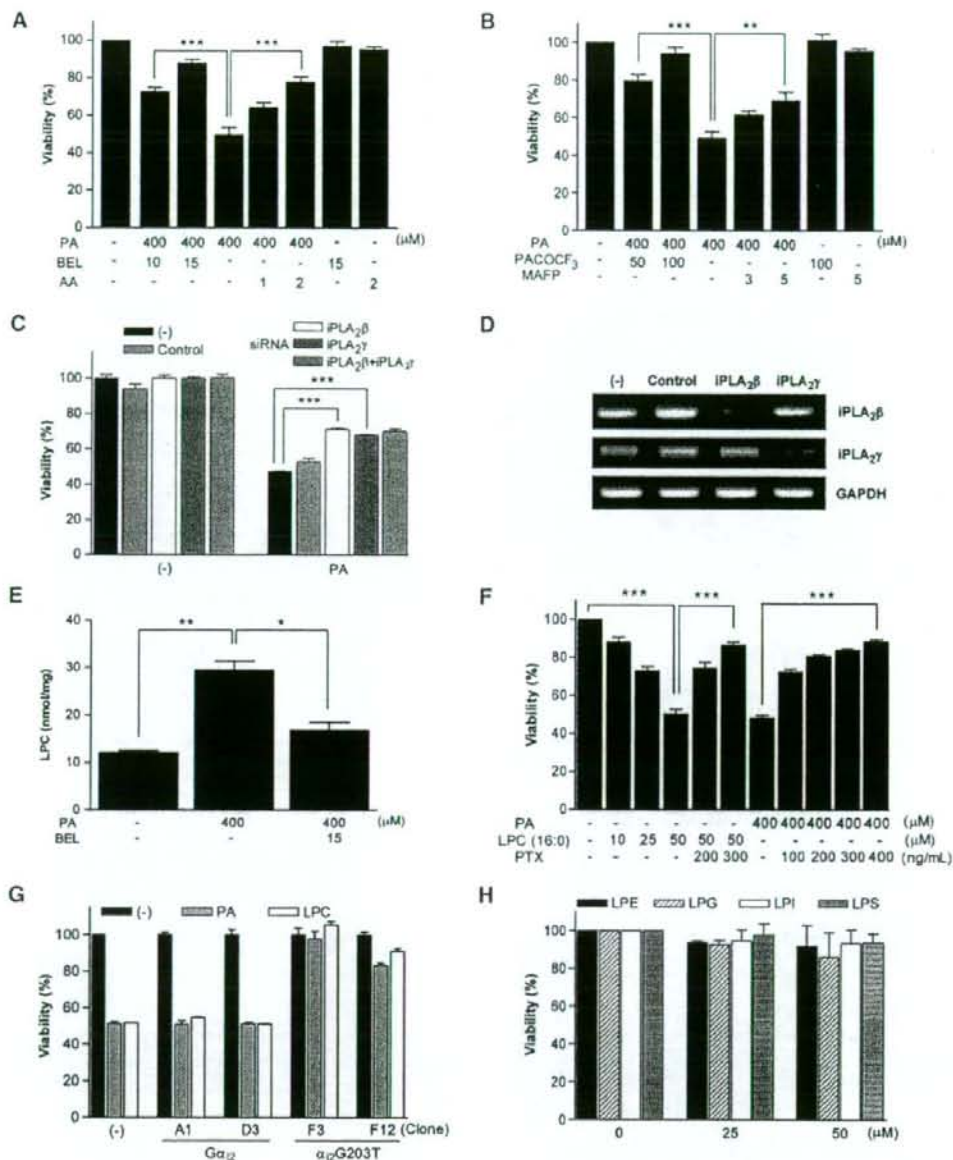 A
*** ***
Viability (%)
100
80
60
40
20
0
PA - 400 400 400 400 400 - - (μM)
BEL - 10 15 - - - 15 -
AA - - - - 1 2 - 2
B
*** **
Viability (%)
100
80
60
40
20
0
PA - 400 400 400 400 400 - - (μM)
PACOCF3 - 50 100 - - - 100 -
MAFP - - - - 3 5 - 5
C
(-)
Control
siRNA
iPLA2β
iPLA2γ
iPLA2β+iPLA2γ
***
***
Viability (%)
100
80
60
40
20
0
(-) PA
D
(-) Control iPLA2β iPLA2γ
iPLA2β
iPLA2γ
GAPDH
E
** *
LPC (nmol/mg)
40
30
20
10
0
PA - 400 400 (μM)
BEL - - 15
F
*** *** ***
Viability (%)
100
80
60
40
20
0
PA - - - - - - 400 400 400 400 400 (μM)
LPC (16:0) - 10 25 50 50 50 - - - - - (μM)
PTX - - - - 200 300 - 100 200 300 400 (ng/mL)
G
(-) PA LPC
Viability (%)
100
80
60
40
20
0
(-) A1 D3 F3 F12 (Clone)
Gαi2 αi2G203T
H
LPE LPG LPI LPS
Viability (%)
100
80
60
40
20
0
0 25 50 (μM)